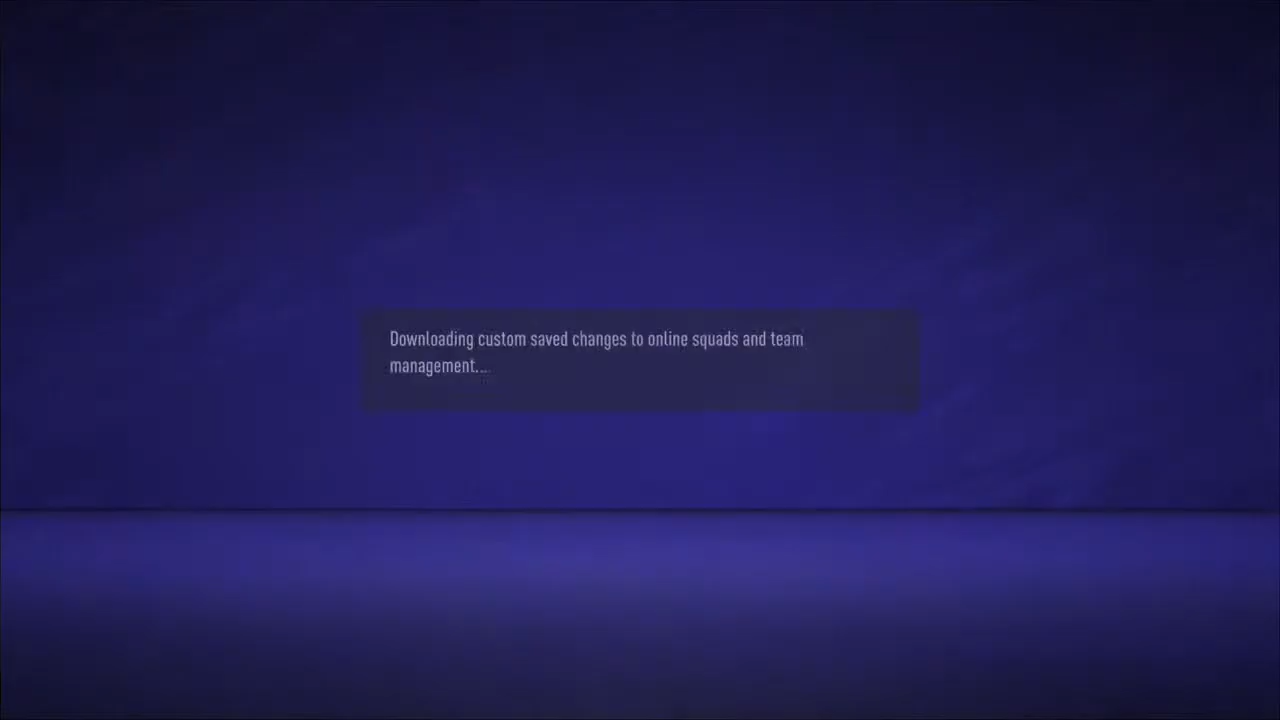 Downloading custom saved changes to online squads and team
management....